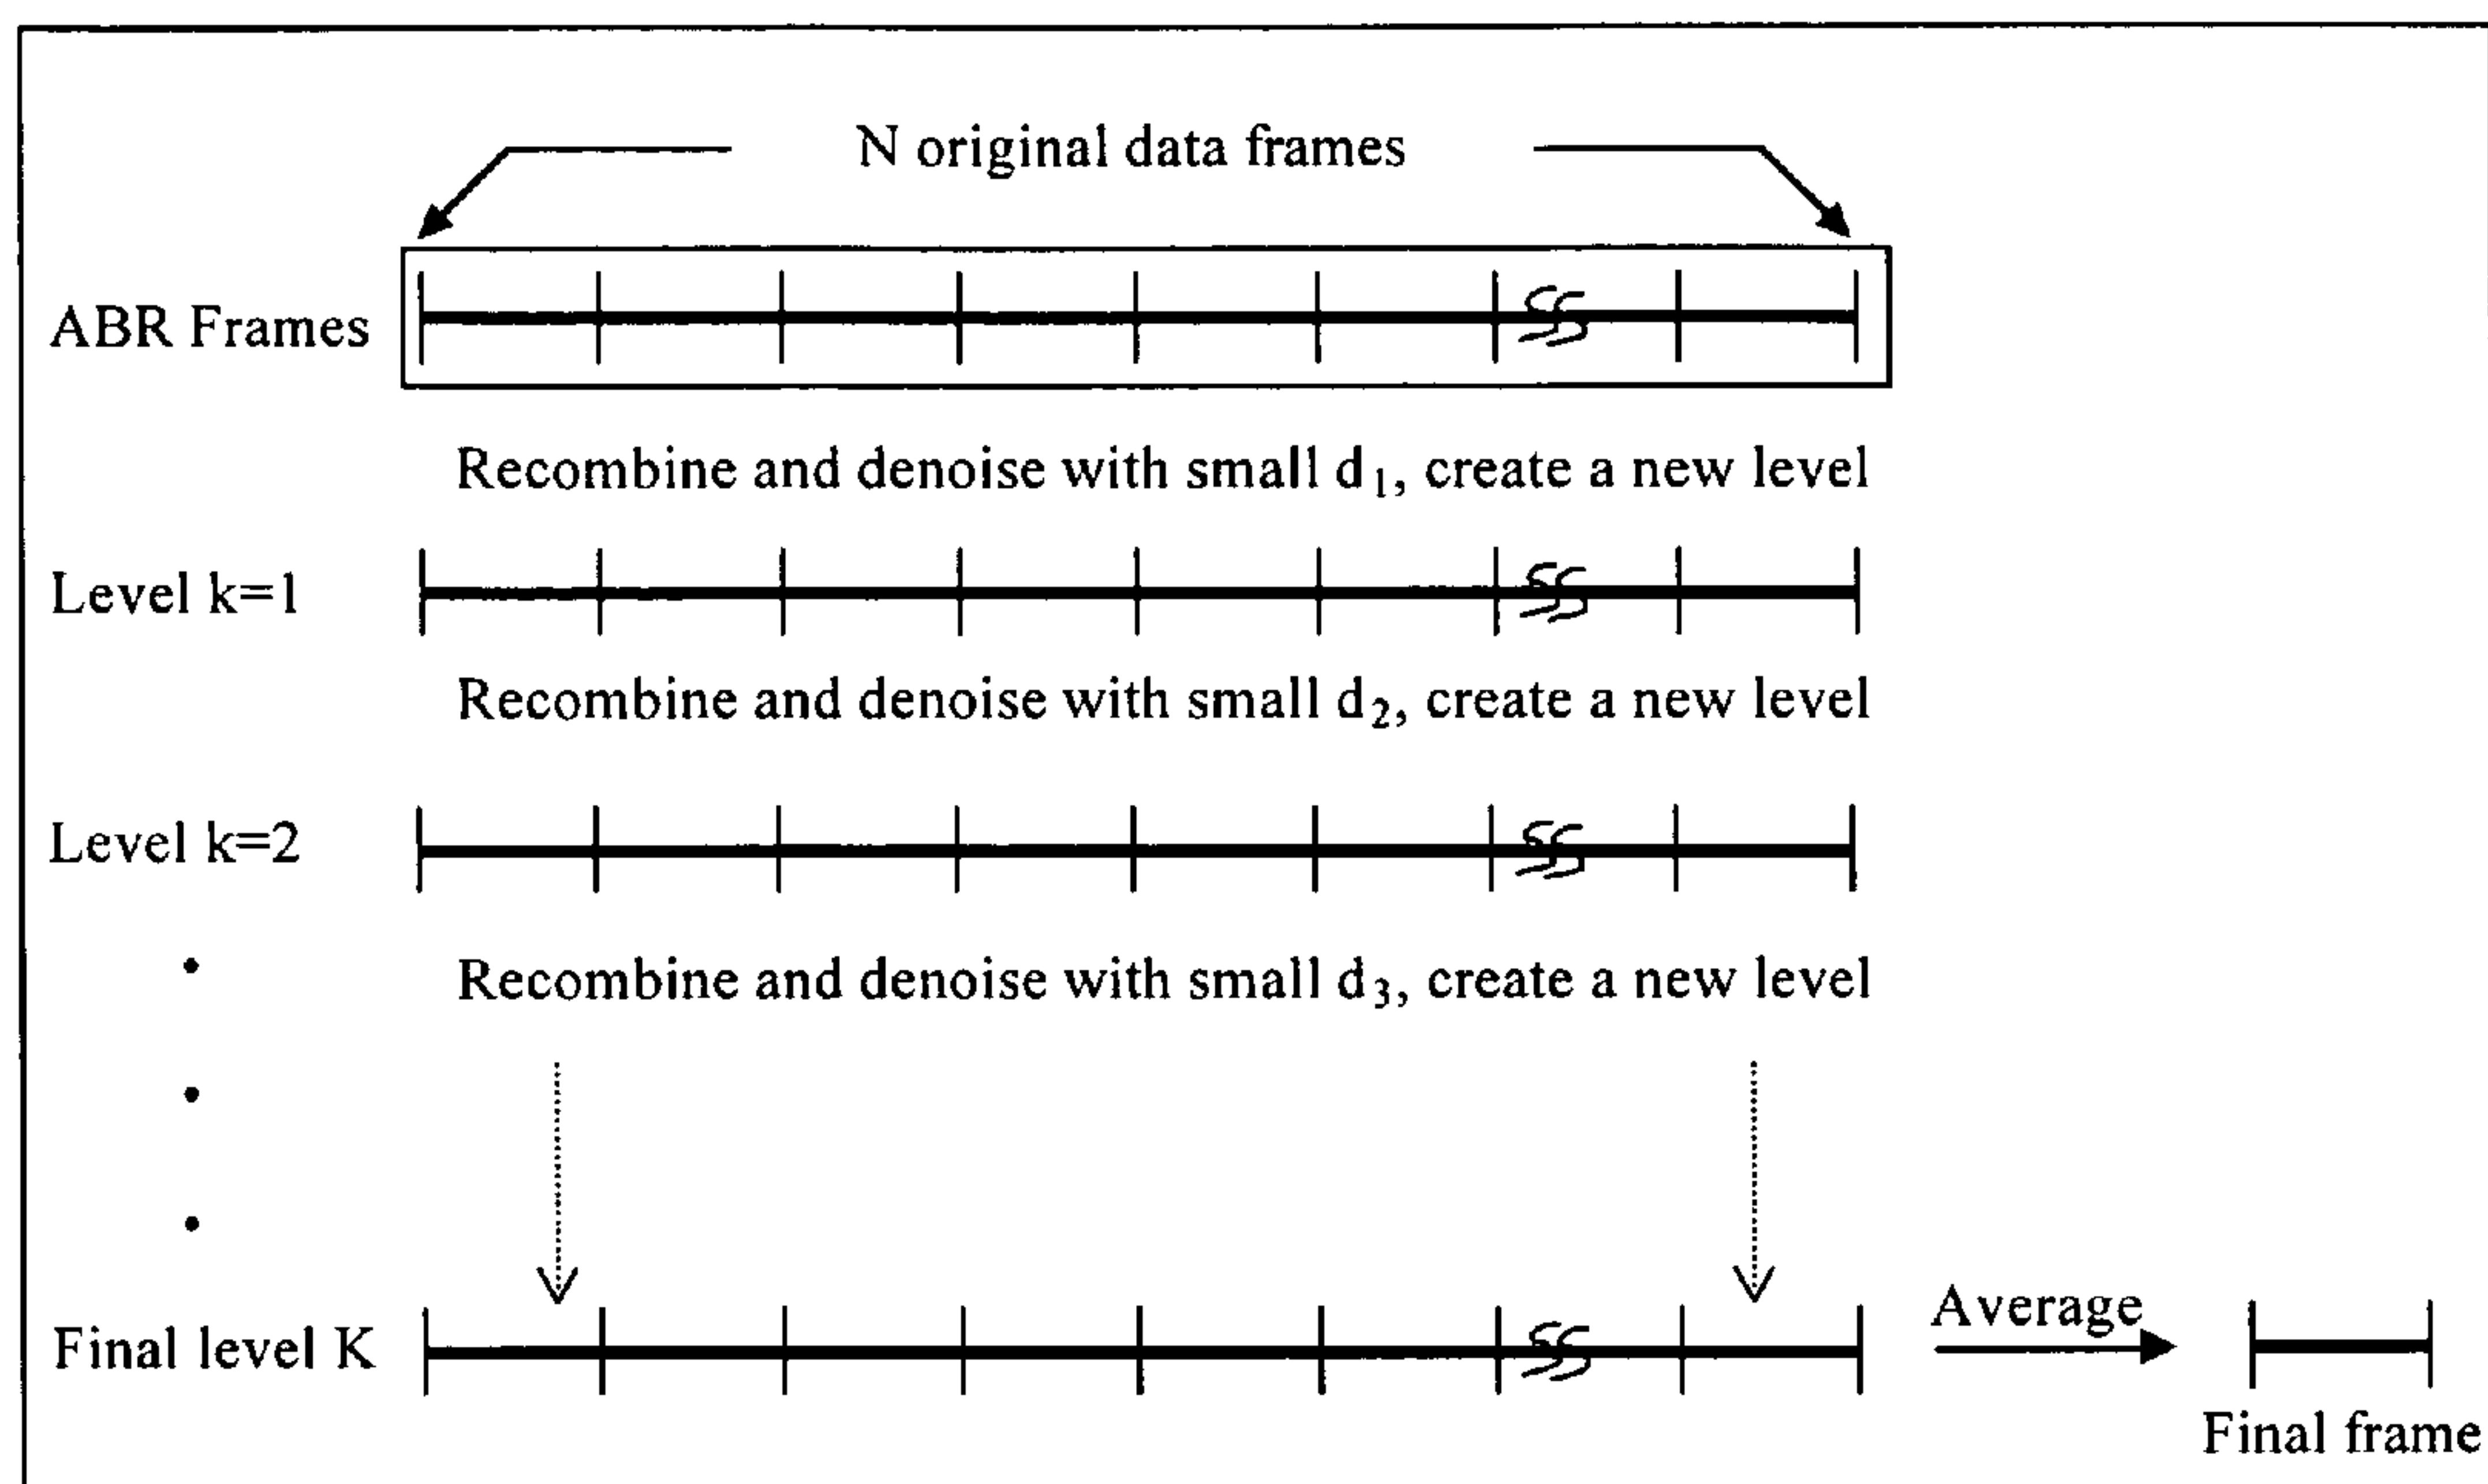 N original data frames
ABR Frames
Recombine and denoise with small d₁, create a new level
Level k=1
Recombine and denoise with small d₂, create a new level
Level k=2
Recombine and denoise with small d₃, create a new level
Final level K
Average
Final frame